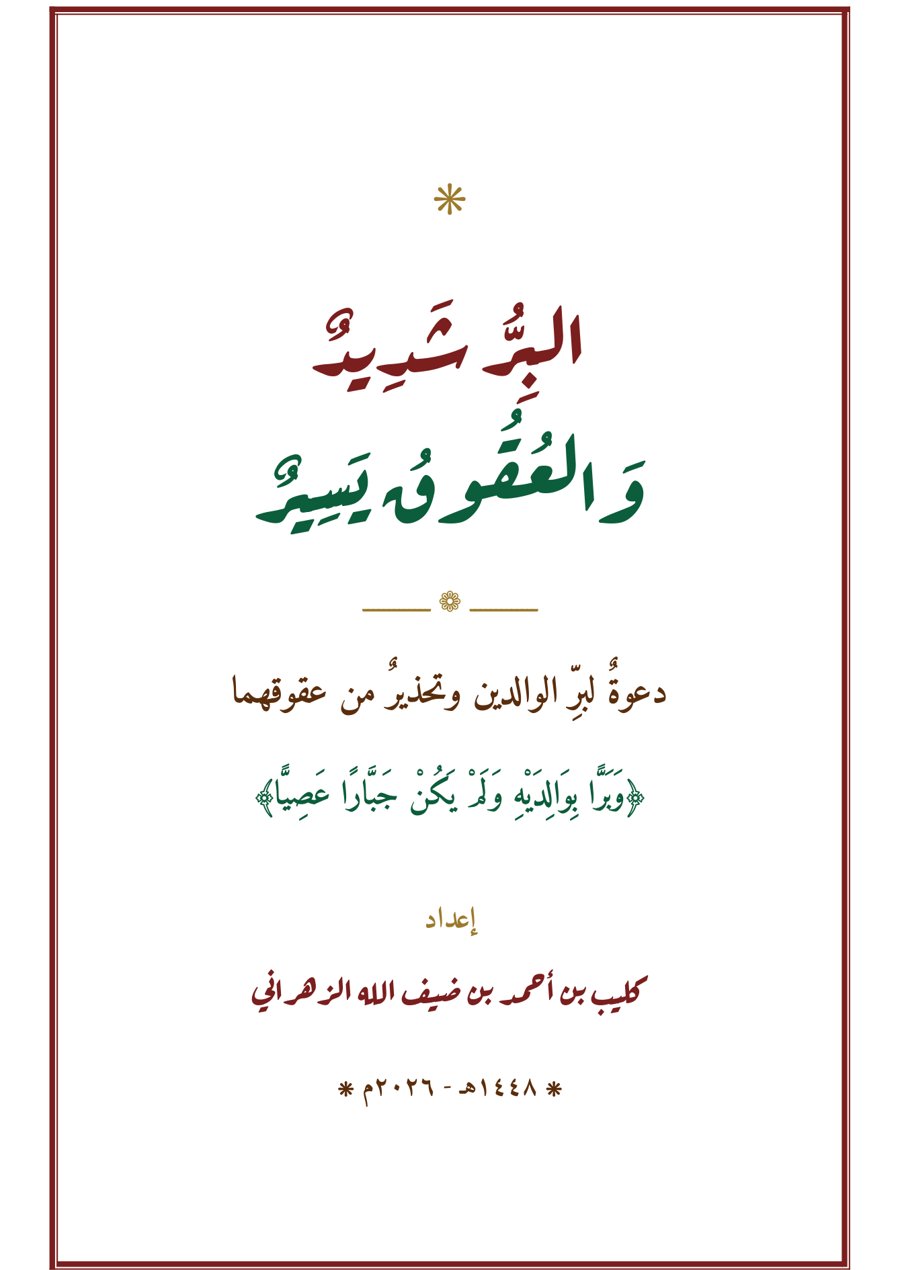 البِرُّ شَدِيدٌ
وَالعُقُوقُ يَسِيرٌ
دعوةٌ لبرِّ الوالدين وتحذيرٌ من عقوقهما
﴿وَبَرًّا بِوَالِدَيْهِ وَلَمْ يَكُنْ جَبَّارًا عَصِيًّا﴾
إعداد
كليب بن أحمد بن ضيف الله الزهراني
١٤٤٨هـ - ٢٠٢٦م